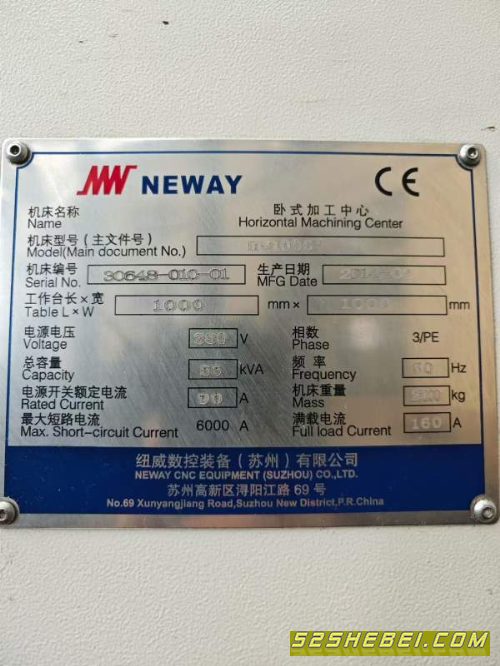 NEWAY CE
机床名称 卧式加工中心
Name Horizontal Machining Center
机床型号(主文件号)
Model(Main document No.)
机床编号 30648-010-01 生产日期
Serial No. MFG Date
工作台长×宽 1000 mm× 1000 mm
Table L×W
电源电压 V 相数 3/PE
Voltage Phase
总容量 kVA 频率 Hz
Capacity Frequency
电源开关额定电流 A 机床重量 kg
Rated Current Mass
最大短路电流 6000 A 满载电流 160 A
Max. Short-circuit Current Full load Current
纽威数控装备(苏州)有限公司
NEWAY CNC EQUIPMENT (SUZHOU) CO.,LTD.
苏州高新区浔阳江路 69 号
No.69 Xunyangjiang Road,Suzhou New District,P.R.China
52SHEBEI.COM